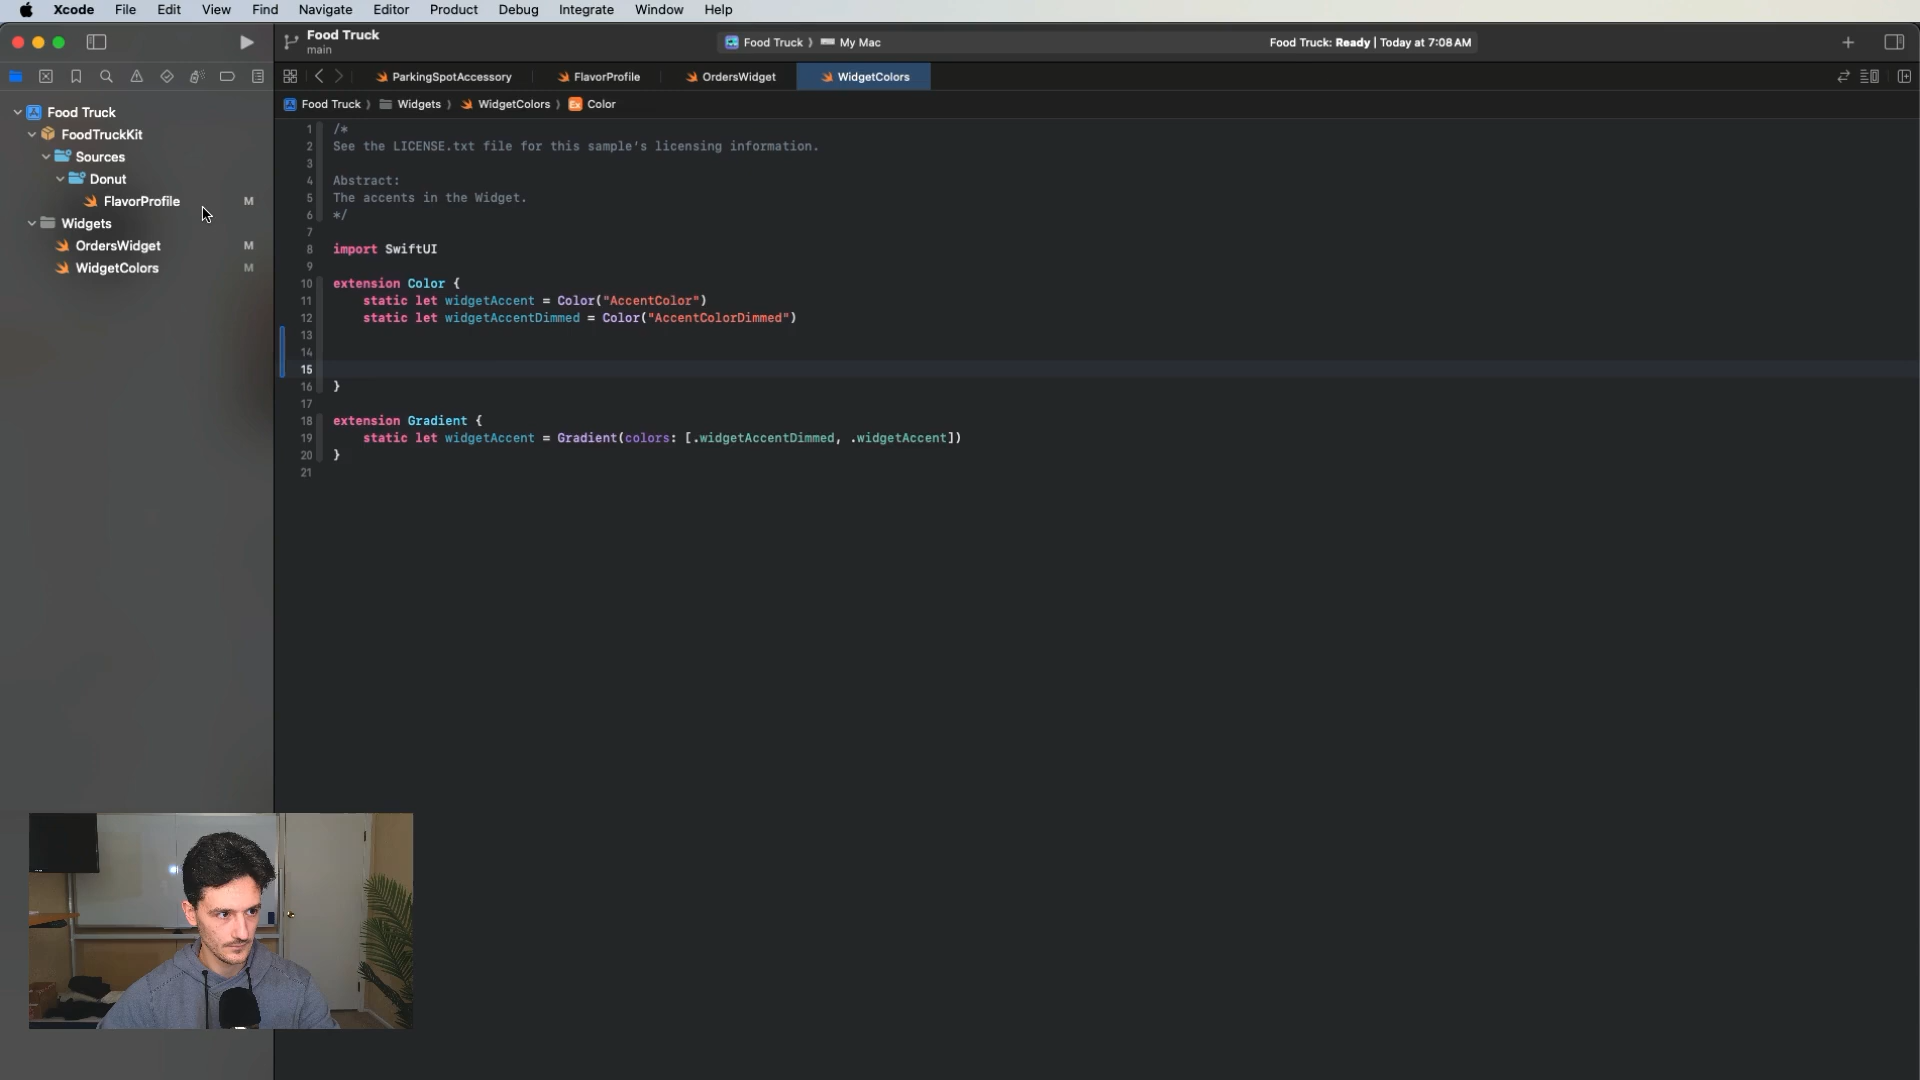 Xcode File Edit View Find Navigate Editor Product Debug Integrate Window Help
Food Truck
main
Food Truck My Mac
Food Truck: Ready | Today at 7:08 AM
ParkingSpotAccessory FlavorProfile OrdersWidget WidgetColors
Food Truck Widgets WidgetColors Ex Color
Food Truck
FoodTruckKit
Sources
Donut
FlavorProfile M
Widgets
OrdersWidget M
WidgetColors M
1 /*
2 See the LICENSE.txt file for this sample's licensing information.
3
4 Abstract:
5 The accents in the Widget.
6 */
7
8 import SwiftUI
9
10 extension Color {
11 static let widgetAccent = Color("AccentColor")
12 static let widgetAccentDimmed = Color("AccentColorDimmed")
13
14
15
16 }
17
18 extension Gradient {
19 static let widgetAccent = Gradient(colors: [.widgetAccentDimmed, .widgetAccent])
20 }
21